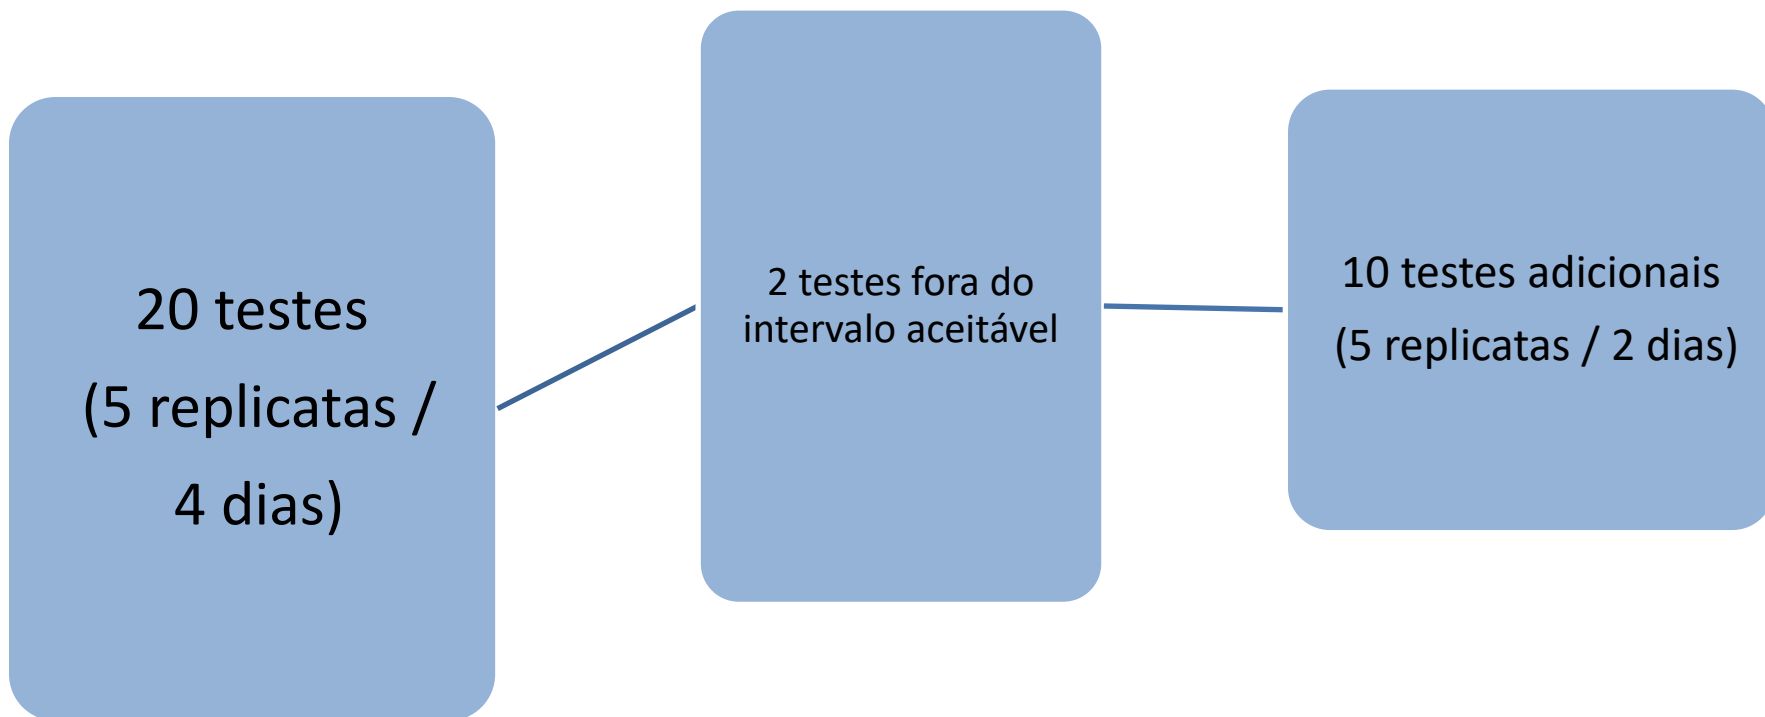 20 testes
(5 replicatas /
4 dias)
2 testes fora do
intervalo aceitável
10 testes adicionais
(5 replicatas / 2 dias)